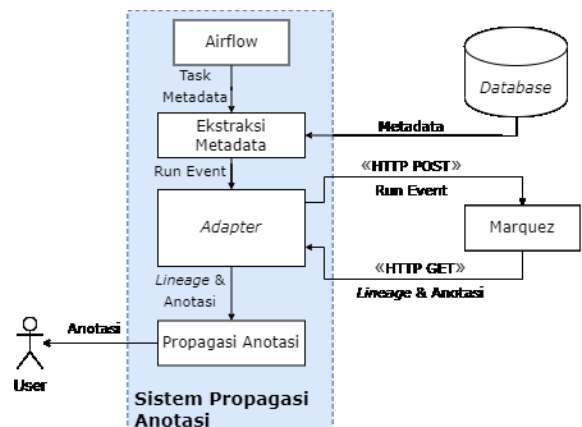 Airflow
Task
Metadata
Database
Ekstraksi
Metadata
Metadata
Run Event
«HTTP POST»
Run Event
Adapter
Marquez
«HTTP GET»
Lineage & Anotasi
Lineage &
Anotasi
Propagasi Anotasi
Anotasi
User
Sistem Propagasi
Anotasi